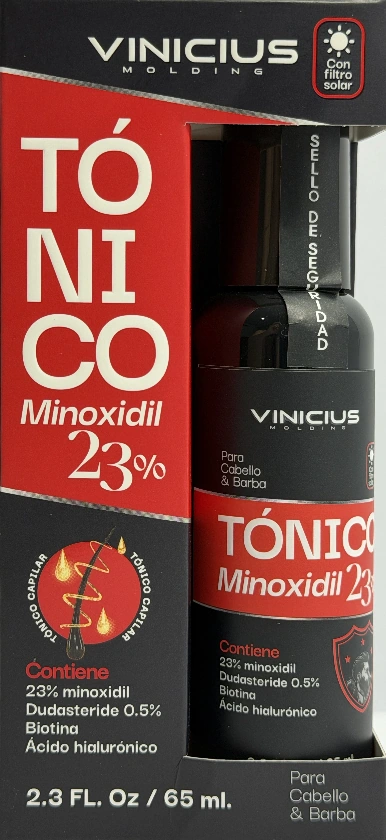 VINICIUS
MOLDING
Con
filtro
solar
TÓ
NI
CO
Minoxidil
23%
TÓNICO CAPILAR
TÓNICO CAPILAR
Contiene
23% minoxidil
Dudasteride 0.5%
Biotina
Ácido hialurónico
2.3 FL. Oz / 65 ml.
SELLO DE SEGURIDAD
VINICIUS
MOLDING
Para
Cabello
& Barba
TÓNICO
Minoxidil 23%
Contiene
23% minoxidil
Dudasteride 0.5%
Biotina
Ácido hialurónico
Para
Cabello
& Barba